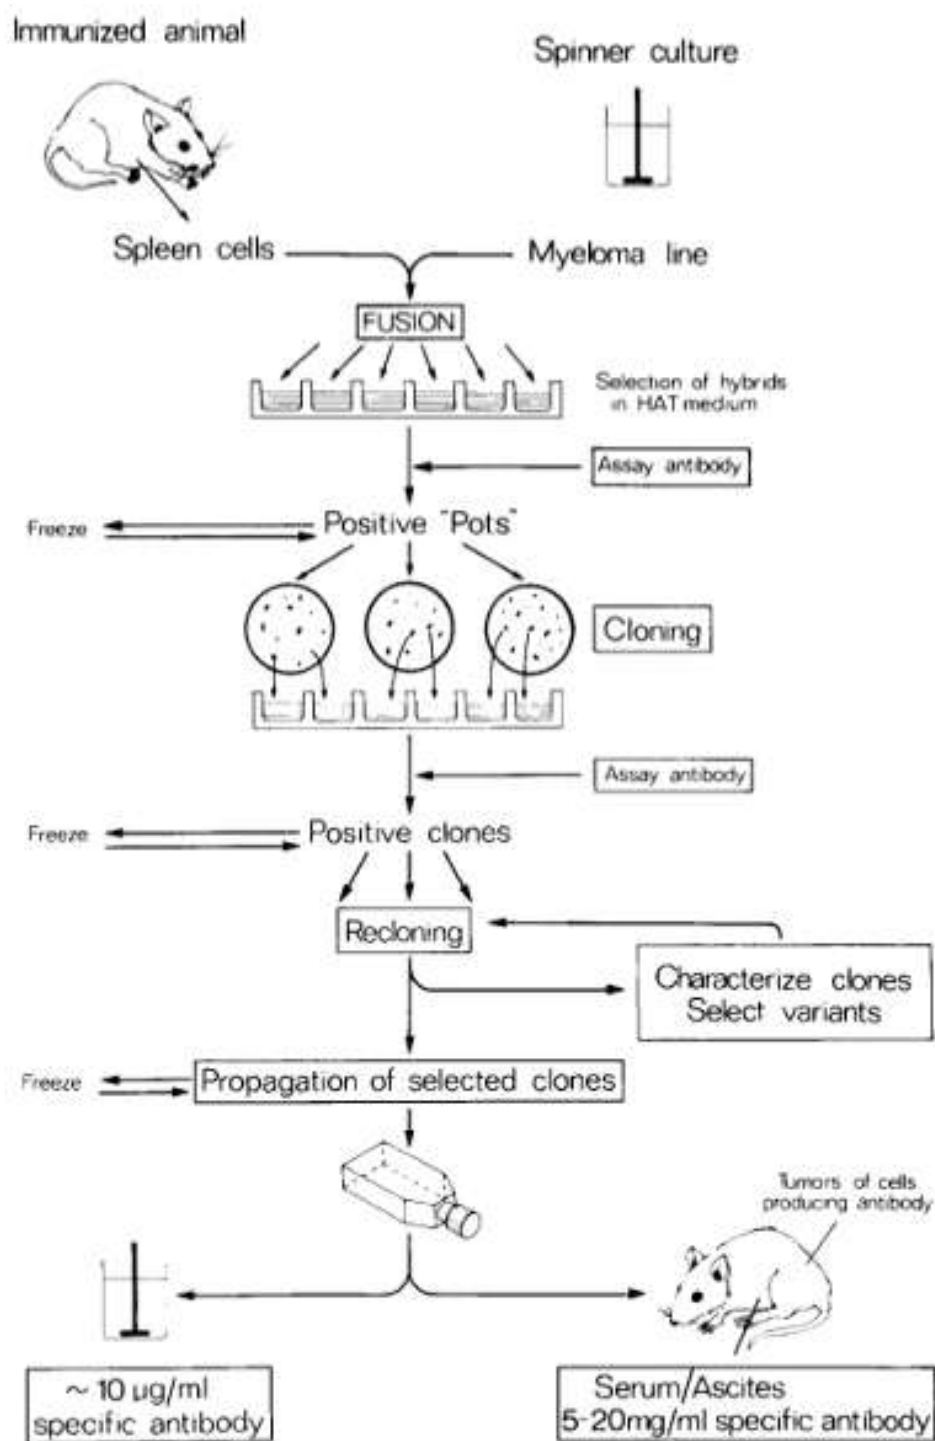 Immunized animal
Spinner culture
Spleen cells
Myeloma line
FUSION
Selection of hybrids
in HAT medium
Assay antibody
Freeze
Positive "Pots"
Cloning
Assay antibody
Freeze
Positive clones
Recloning
Characterize clones
Select variants
Freeze
Propagation of selected clones
Tumors of cells
producing antibody
~ 10 µg/ml
specific antibody
Serum/Ascites
5-20mg/ml specific antibody